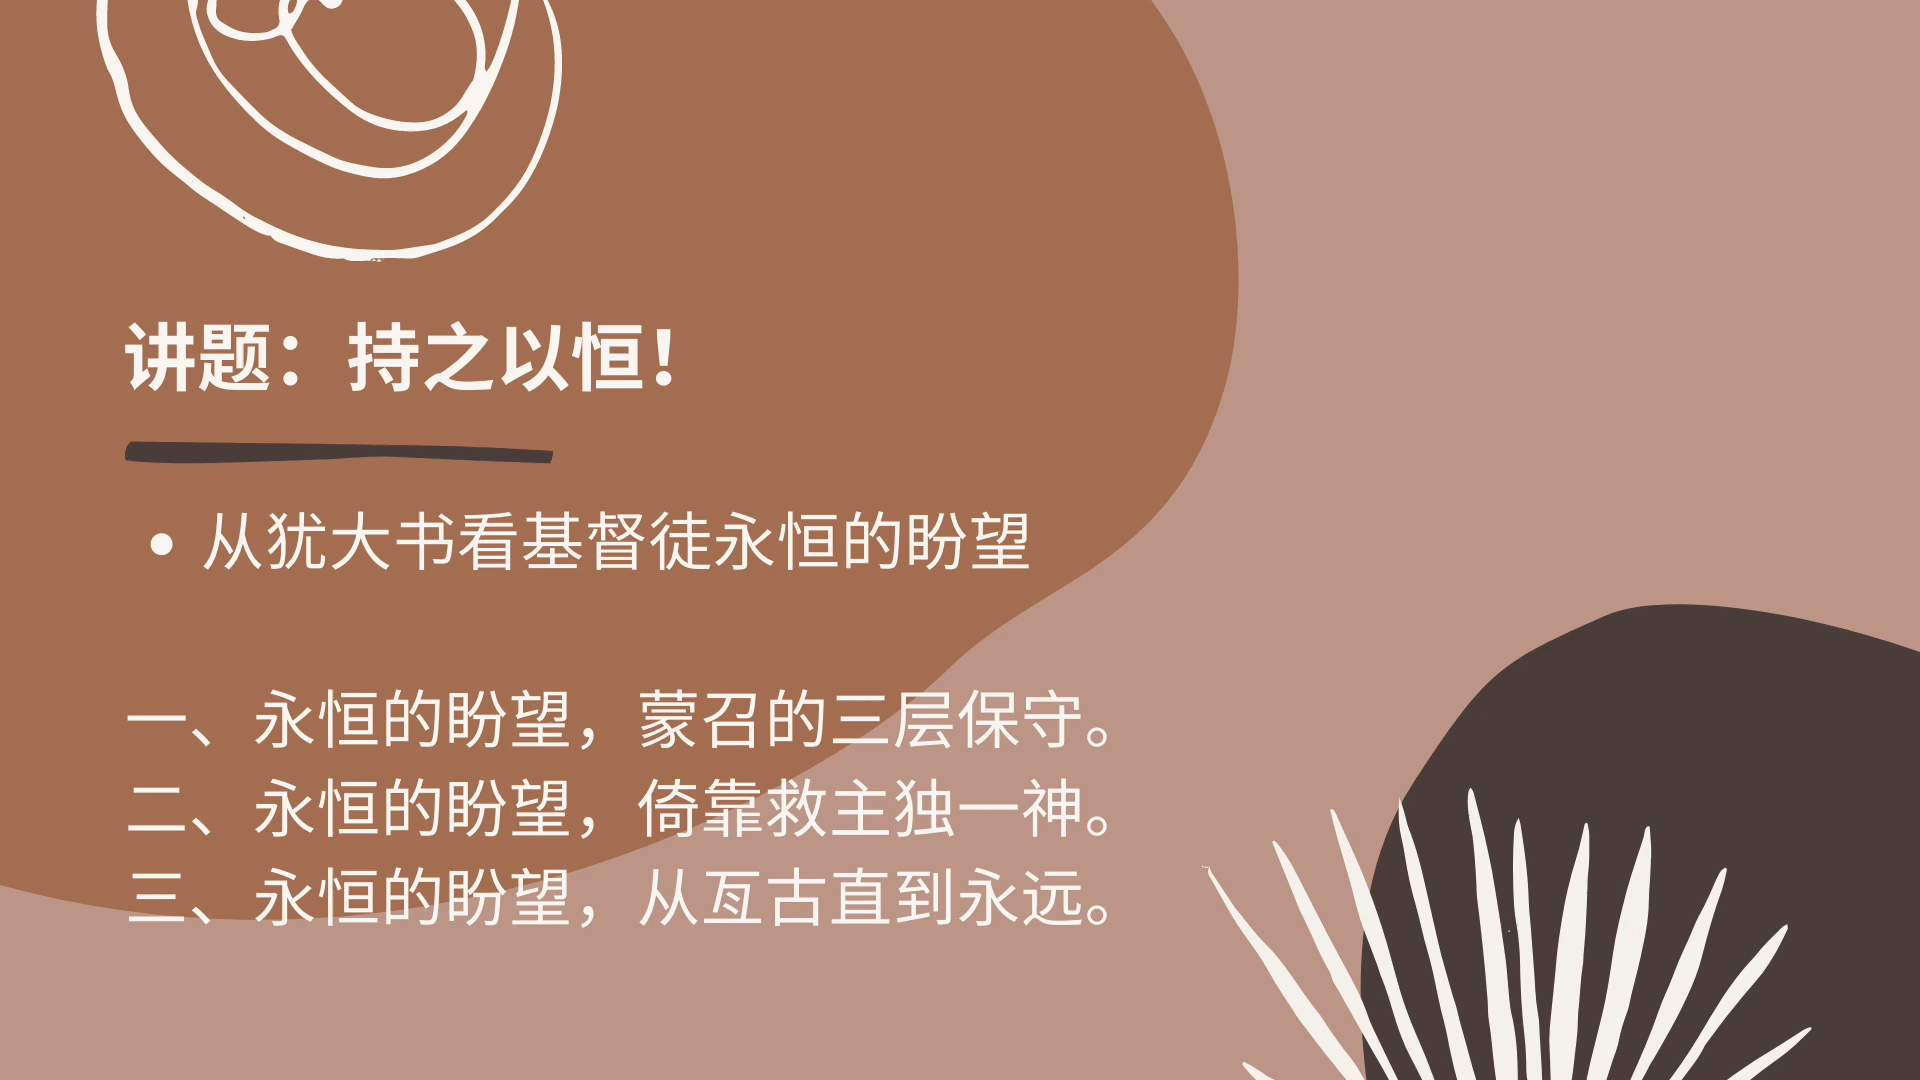 讲题：持之以恒！
• 从犹大书看基督徒永恒的盼望
一、永恒的盼望，蒙召的三层保守。
二、永恒的盼望，倚靠救主独一神。
三、永恒的盼望，从亙古直到永远。